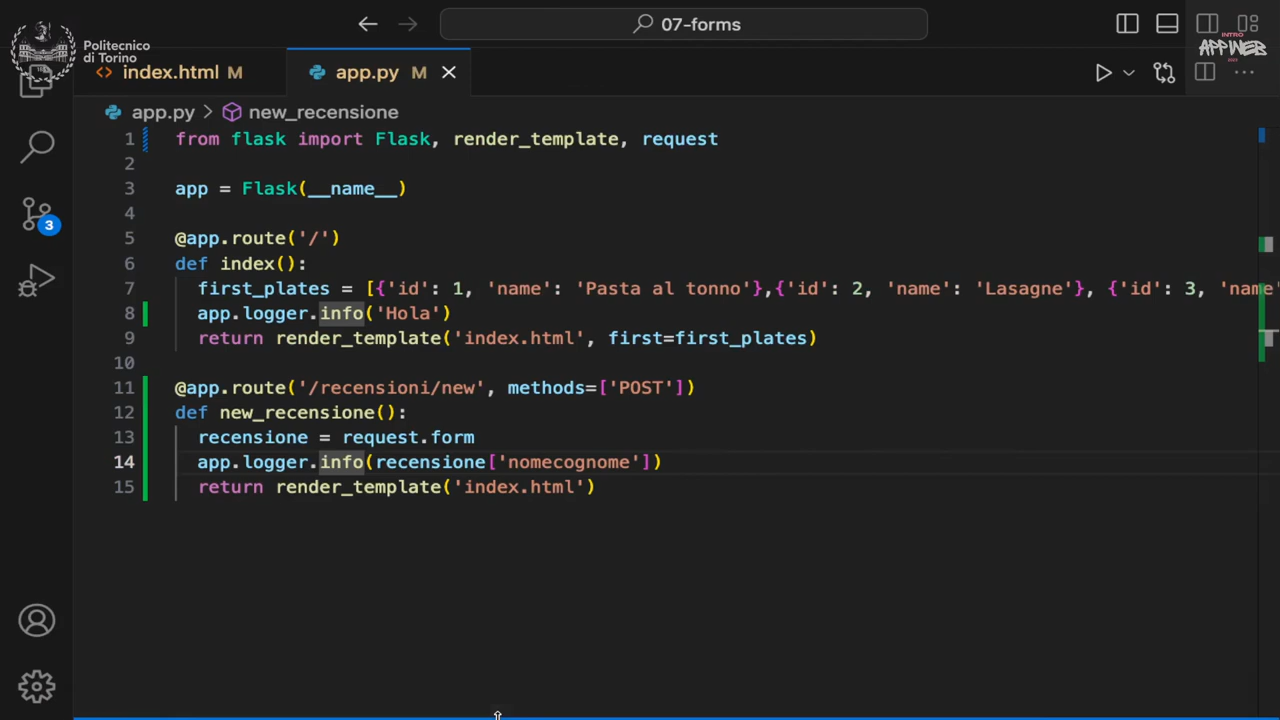 07-forms
Politecnico
di Torino
INTRO
APPINWEB
2023
index.html M
app.py M
app.py > new_recensione
1 from flask import Flask, render_template, request
2
3 app = Flask(__name__)
4
5 @app.route('/')
6 def index():
7 first_plates = [{'id': 1, 'name': 'Pasta al tonno'},{'id': 2, 'name': 'Lasagne'}, {'id': 3, 'name'
8 app.logger.info('Hola')
9 return render_template('index.html', first=first_plates)
10
11 @app.route('/recensioni/new', methods=['POST'])
12 def new_recensione():
13 recensione = request.form
14 app.logger.info(recensione['nomecognome'])
15 return render_template('index.html')
3